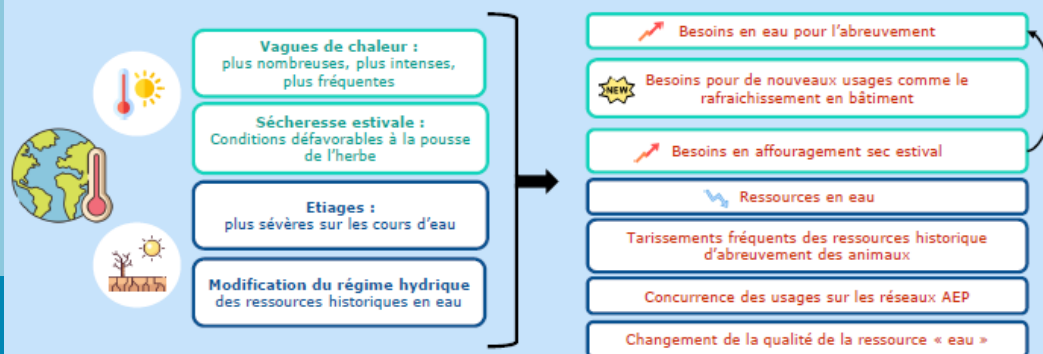 Vagues de chaleur :
plus nombreuses, plus intenses,
plus fréquentes
Sécheresse estivale :
Conditions défavorables à la pousse
de l'herbe
Etiages :
plus sévères sur les cours d'eau
Modification du régime hydrique
des ressources historiques en eau
Besoins en eau pour l'abreuvement
NEW
Besoins pour de nouveaux usages comme le
rafraichissement en bâtiment
Besoins en affouragement sec estival
Ressources en eau
Tarissements fréquents des ressources historique
d'abreuvement des animaux
Concurrence des usages sur les réseaux AEP
Changement de la qualité de la ressource « eau »